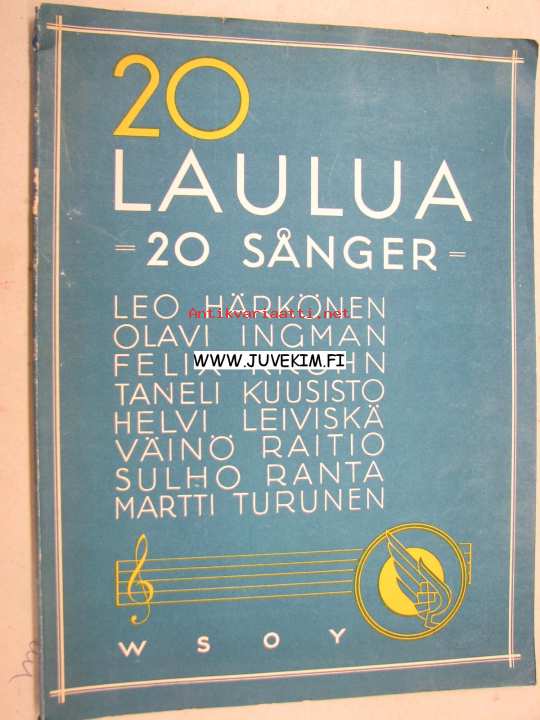 20
LAULUA
= 20 SÅNGER =
LEO HÄRKÖNEN
Antikvariaatti.net
OLAVI INGMAN
WWW.JUVEKIM.FI
FELIX KROHN
TANELI KUUSISTO
HELVI LEIVISKÄ
VÄINÖ RAITIO
SULHO RANTA
MARTTI TURUNEN
W S O Y